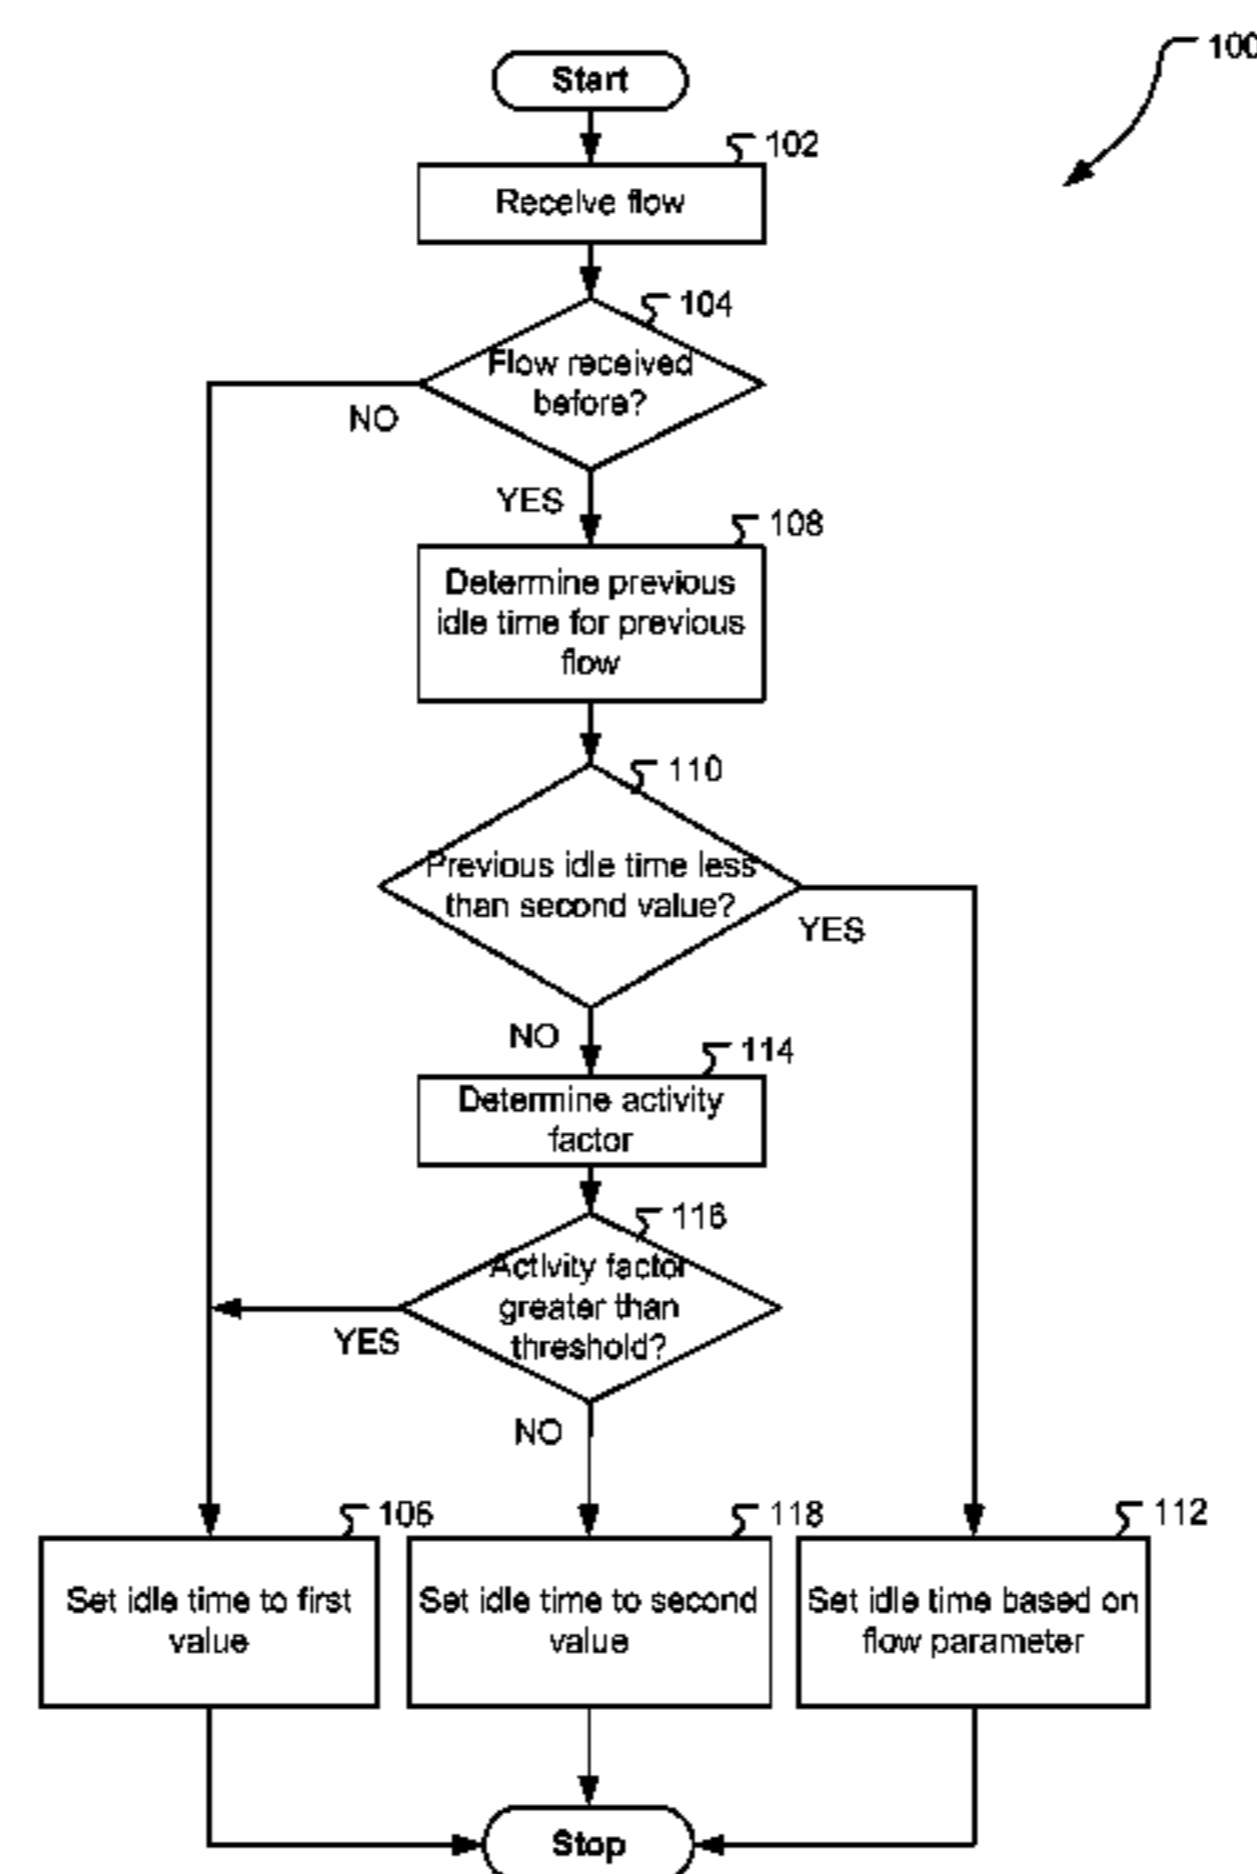 100
Start
102
Receive flow
104
Flow received
before?
NO
YES
108
Determine previous
idle time for previous
flow
110
Previous idle time less
than second value?
YES
NO
114
Determine activity
factor
116
Activity factor
greater than
threshold?
YES
NO
106
Set idle time to first
value
118
Set idle time to second
value
112
Set idle time based on
flow parameter
Stop